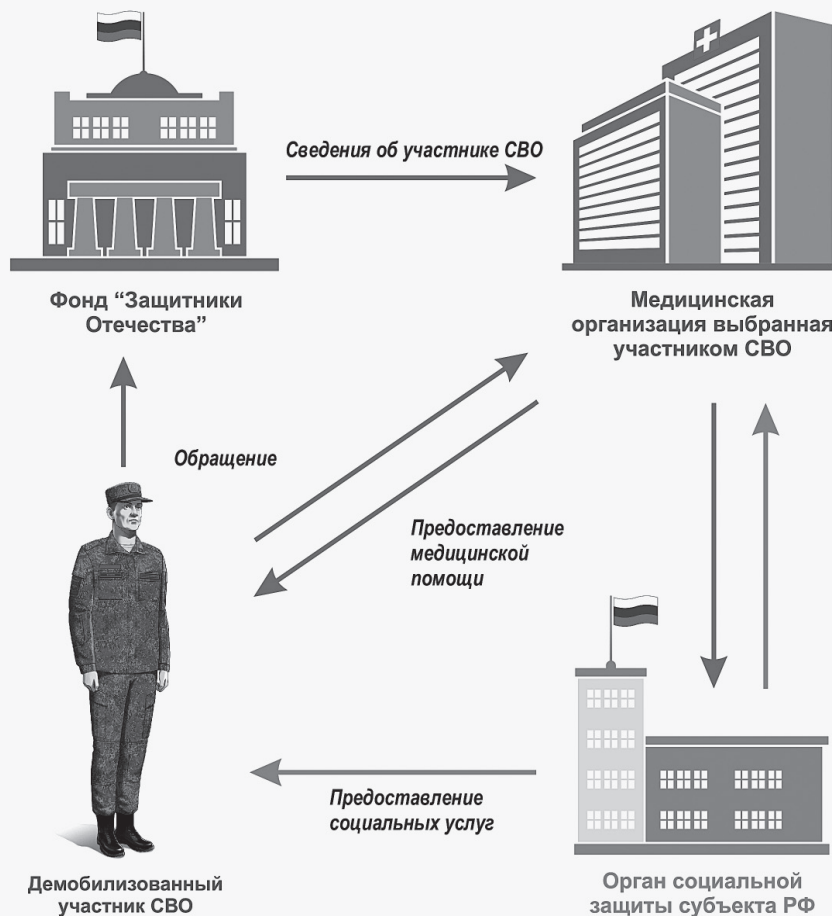 Сведения об участнике СВО
Фонд “Защитники
Отечества”
Медицинская
организация выбранная
участником СВО
Обращение
Предоставление
медицинской
помощи
Предоставление
социальных услуг
Демобилизованный
участник СВО
Орган социальной
защиты субъекта РФ